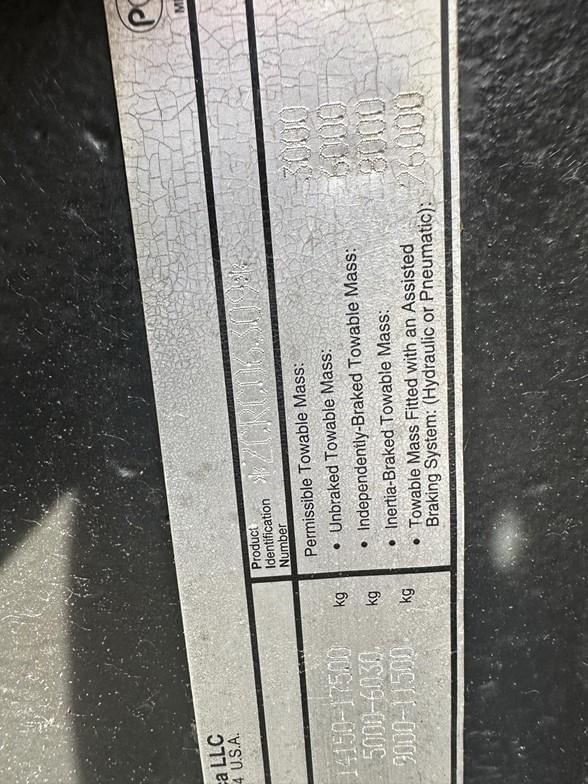 LLC
4 U.S.A.
Product
Identification
Number
*ZCRC06309*
14150-17500 kg
5000-6030 kg
9000-11500 kg
Permissible Towable Mass:
• Unbraked Towable Mass: 3000
• Independently-Braked Towable Mass: 6000
• Inertia-Braked Towable Mass: 8000
• Towable Mass Fitted with an Assisted
Braking System: (Hydraulic or Pneumatic): 26000